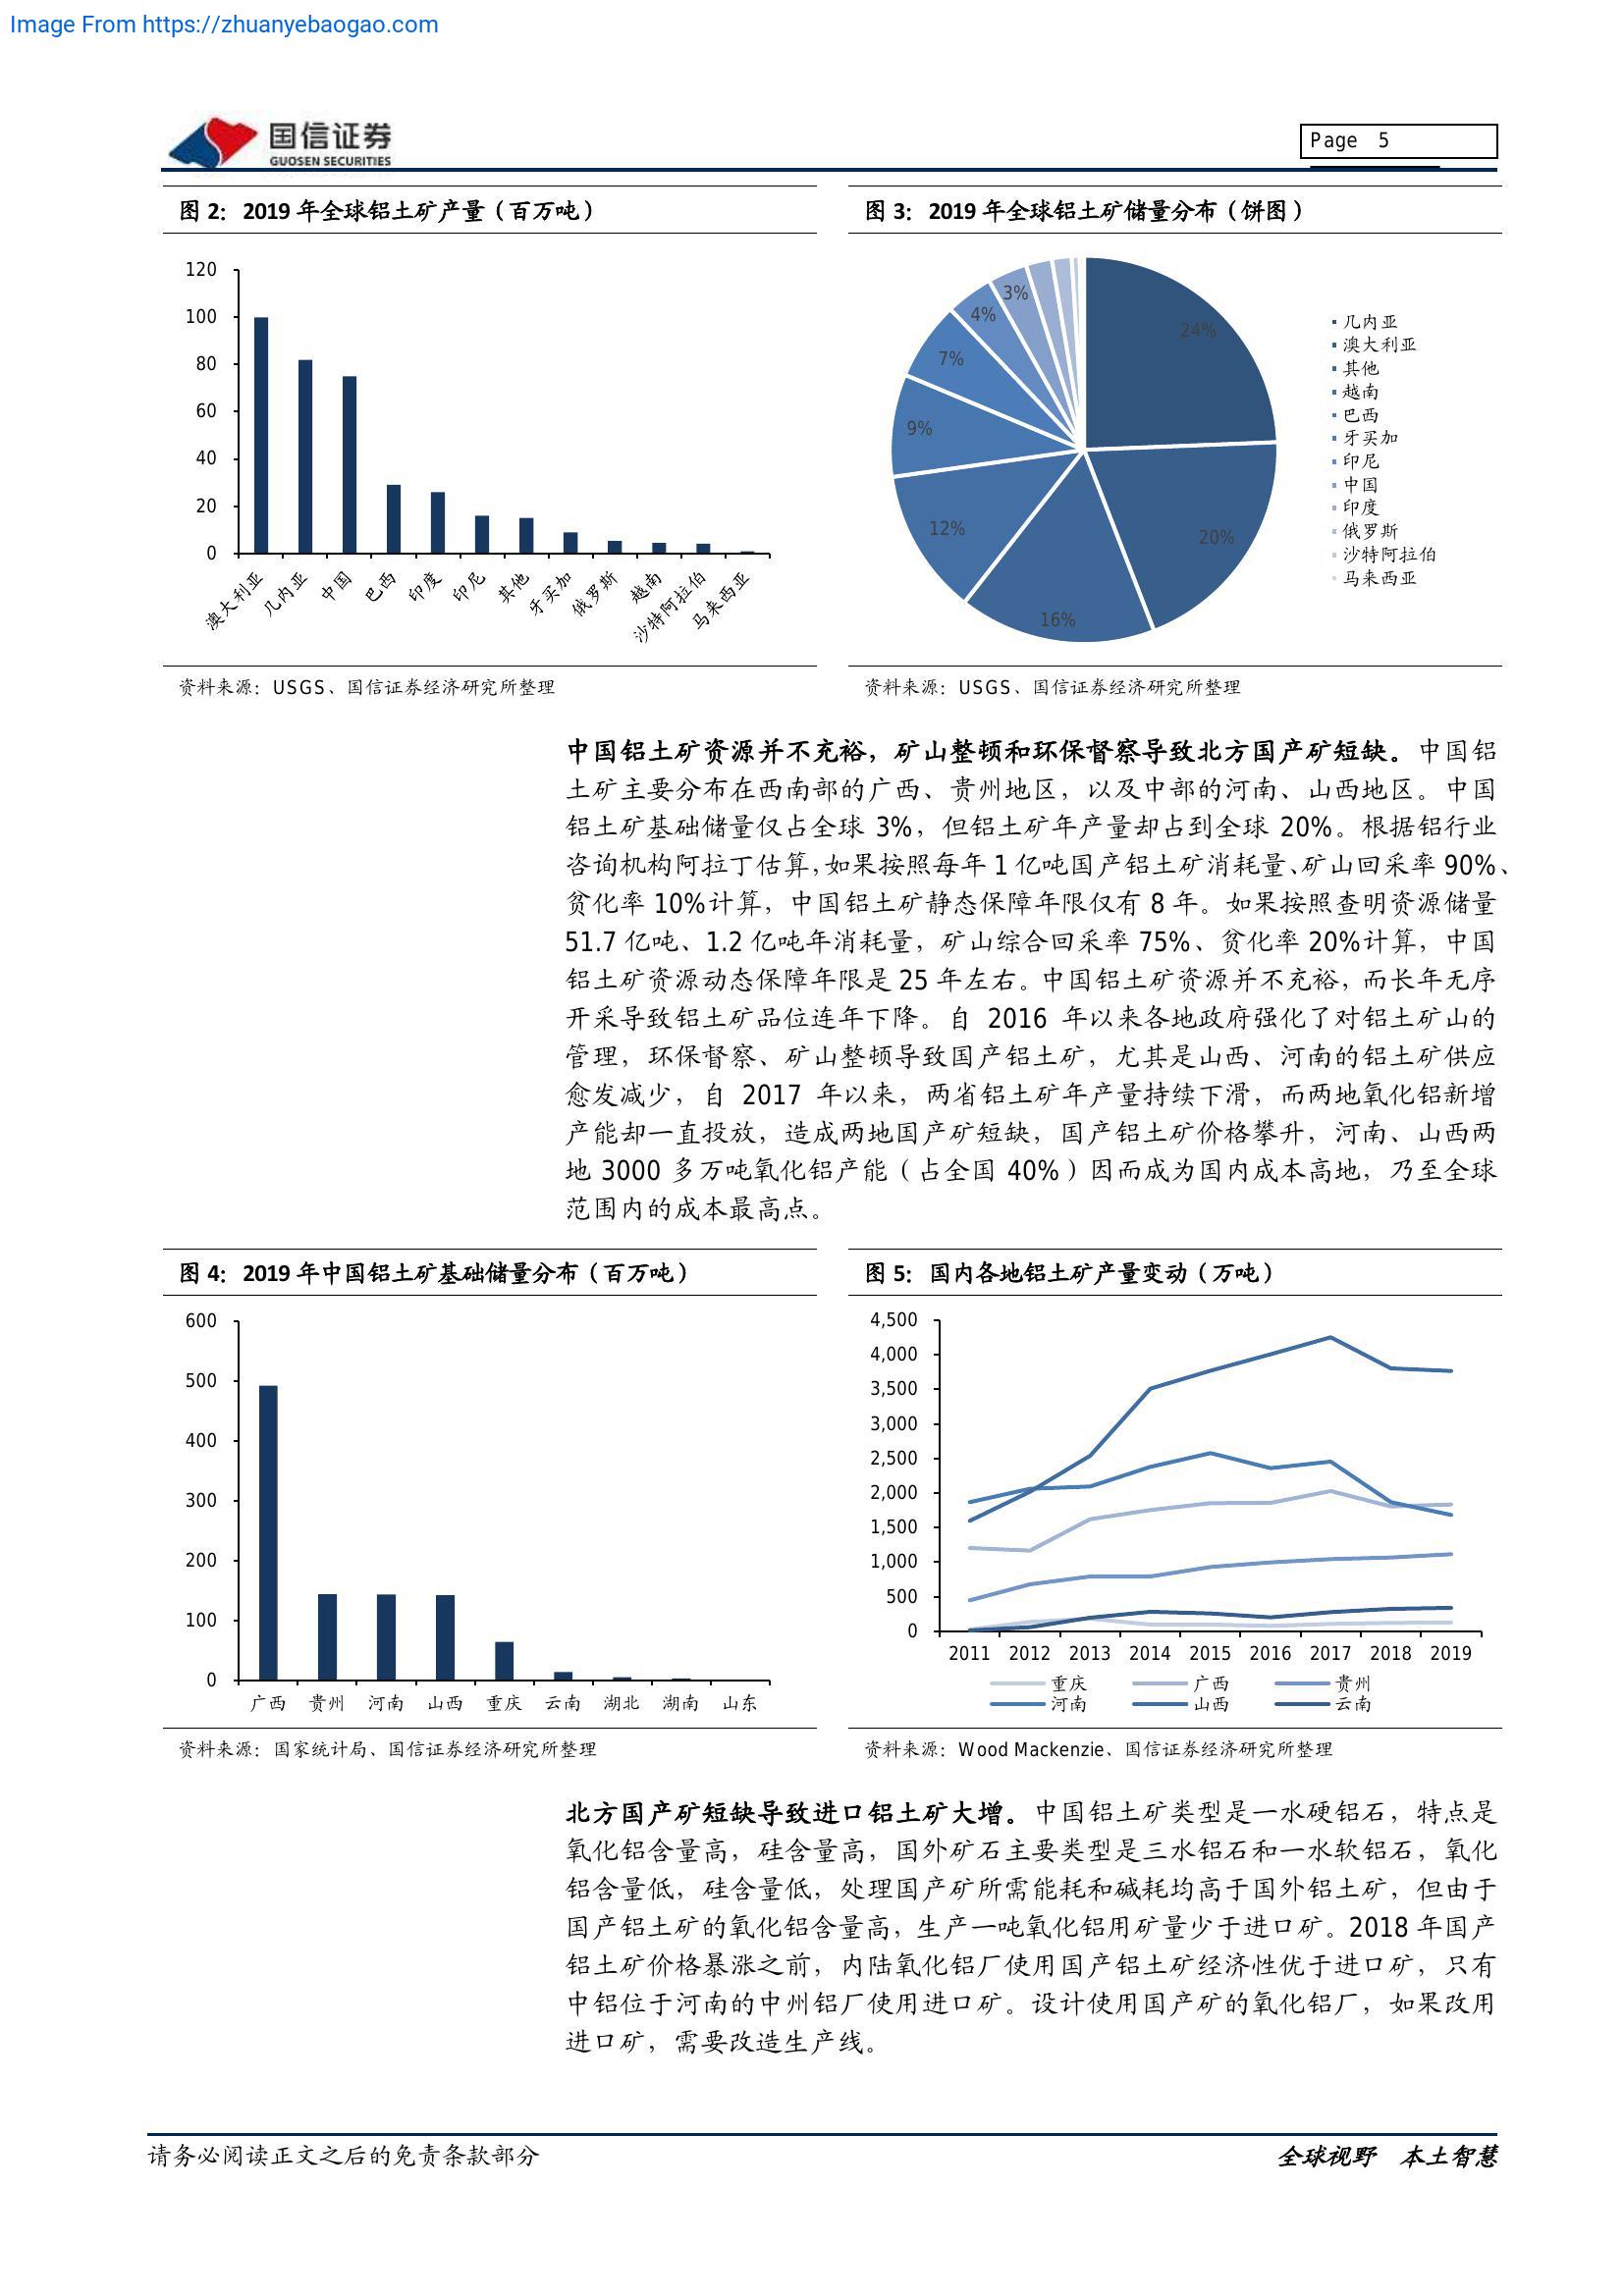 Image From https://zhuanyebaogao.com
国信证券
GUOSEN SECURITIES
Page 5
图 2：2019 年全球铝土矿产量（百万吨）
120
100
80
60
40
20
0
澳大利亚
几内亚
中国
巴西
印度
印尼
其他
牙买加
俄罗斯
越南
沙特阿拉伯
马来西亚
资料来源：USGS、国信证券经济研究所整理
图 3：2019 年全球铝土矿储量分布（饼图）
24%
20%
16%
12%
9%
7%
4%
3%
几内亚
澳大利亚
其他
越南
巴西
牙买加
印尼
中国
印度
俄罗斯
沙特阿拉伯
马来西亚
资料来源：USGS、国信证券经济研究所整理
中国铝土矿资源并不充裕，矿山整顿和环保督察导致北方国产矿短缺。中国铝
土矿主要分布在西南部的广西、贵州地区，以及中部的河南、山西地区。中国
铝土矿基础储量仅占全球 3%，但铝土矿年产量却占到全球 20%。根据铝行业
咨询机构阿拉丁估算，如果按照每年 1 亿吨国产铝土矿消耗量、矿山回采率 90%、
贫化率 10%计算，中国铝土矿静态保障年限仅有 8 年。如果按照查明资源储量
51.7 亿吨、1.2 亿吨年消耗量，矿山综合回采率 75%、贫化率 20%计算，中国
铝土矿资源动态保障年限是 25 年左右。中国铝土矿资源并不充裕，而长年无序
开采导致铝土矿品位连年下降。自 2016 年以来各地政府强化了对铝土矿山的
管理，环保督察、矿山整顿导致国产铝土矿，尤其是山西、河南的铝土矿供应
愈发减少，自 2017 年以来，两省铝土矿年产量持续下滑，而两地氧化铝新增
产能却一直投放，造成两地国产矿短缺，国产铝土矿价格攀升，河南、山西两
地 3000 多万吨氧化铝产能（占全国 40%）因而成为国内成本高地，乃至全球
范围内的成本最高点。
图 4：2019 年中国铝土矿基础储量分布（百万吨）
600
500
400
300
200
100
0
广西 贵州 河南 山西 重庆 云南 湖北 湖南 山东
资料来源：国家统计局、国信证券经济研究所整理
图 5：国内各地铝土矿产量变动（万吨）
4,500
4,000
3,500
3,000
2,500
2,000
1,500
1,000
500
0
2011 2012 2013 2014 2015 2016 2017 2018 2019
重庆 广西 贵州
河南 山西 云南
资料来源：Wood Mackenzie、国信证券经济研究所整理
北方国产矿短缺导致进口铝土矿大增。中国铝土矿类型是一水硬铝石，特点是
氧化铝含量高，硅含量高，国外矿石主要类型是三水铝石和一水软铝石，氧化
铝含量低，硅含量低，处理国产矿所需能耗和碱耗均高于国外铝土矿，但由于
国产铝土矿的氧化铝含量高，生产一吨氧化铝用矿量少于进口矿。2018 年国产
铝土矿价格暴涨之前，内陆氧化铝厂使用国产铝土矿经济性优于进口矿，只有
中铝位于河南的中州铝厂使用进口矿。设计使用国产矿的氧化铝厂，如果改用
进口矿，需要改造生产线。
请务必阅读正文之后的免责条款部分
全球视野 本土智慧